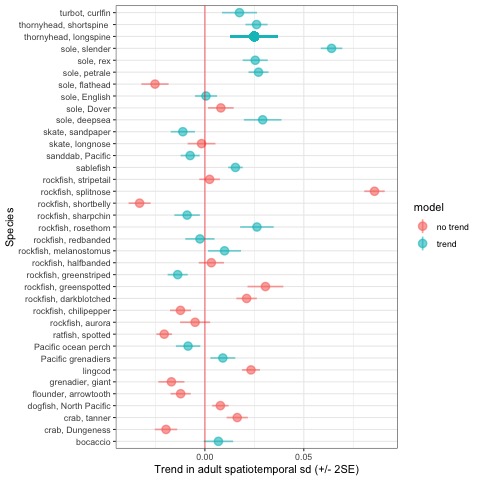 turbot, curlfin
thornyhead, shortspine
thornyhead, longspine
sole, slender
sole, rex
sole, petrale
sole, flathead
sole, English
sole, Dover
sole, deepsea
skate, sandpaper
skate, longnose
sanddab, Pacific
sablefish
rockfish, stripetail
rockfish, splitnose
rockfish, shortbelly
rockfish, sharpchin
rockfish, rosethorn
rockfish, redbanded
rockfish, melanostomus
rockfish, halfbanded
rockfish, greenstriped
rockfish, greenspotted
rockfish, darkblotched
rockfish, chilipepper
rockfish, aurora
ratfish, spotted
Pacific ocean perch
Pacific grenadiers
lingcod
grenadier, giant
flounder, arrowtooth
dogfish, North Pacific
crab, tanner
crab, Dungeness
bocaccio
Species
0.00 0.05
Trend in adult spatiotemporal sd (+/- 2SE)
model
no trend
trend